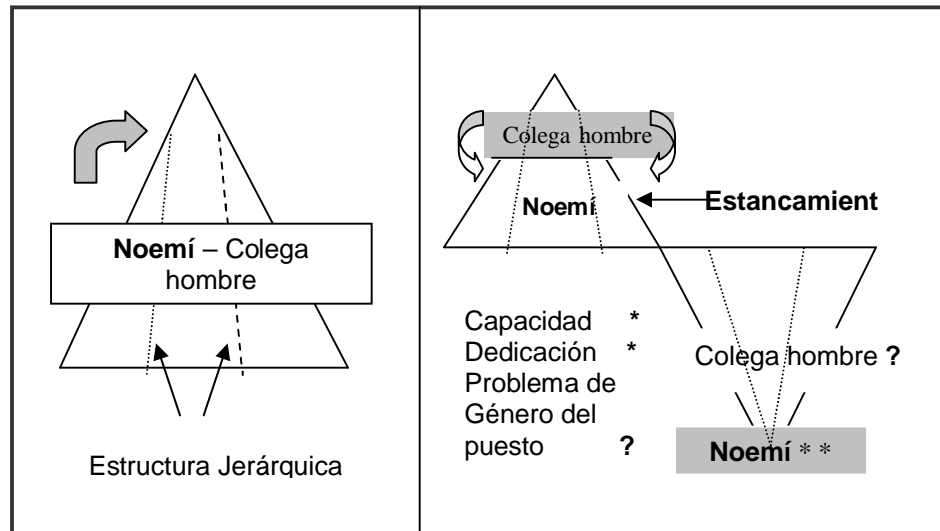 Noemí – Colega
hombre
Estructura Jerárquica
Colega hombre
Noemí
Estancamient
Capacidad *
Dedicación *
Problema de
Género del
puesto ?
Colega hombre ?
Noemí * *